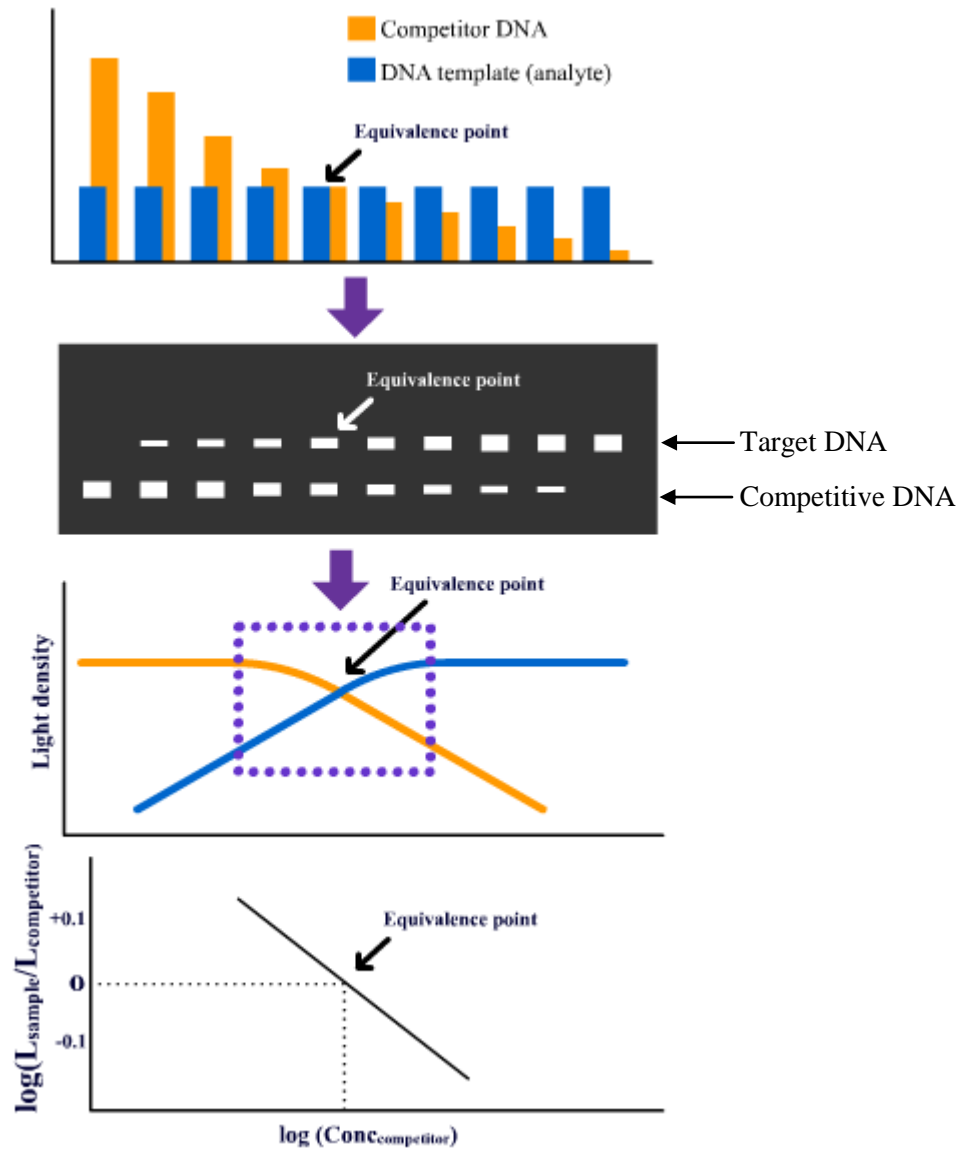 Competitor DNA
DNA template (analyte)
Equivalence point
Equivalence point
Target DNA
Competitive DNA
Equivalence point
Light density
Equivalence point
log(Lsample/Lcompetitor)
+0.1
0
-0.1
log (Conccompetitor)